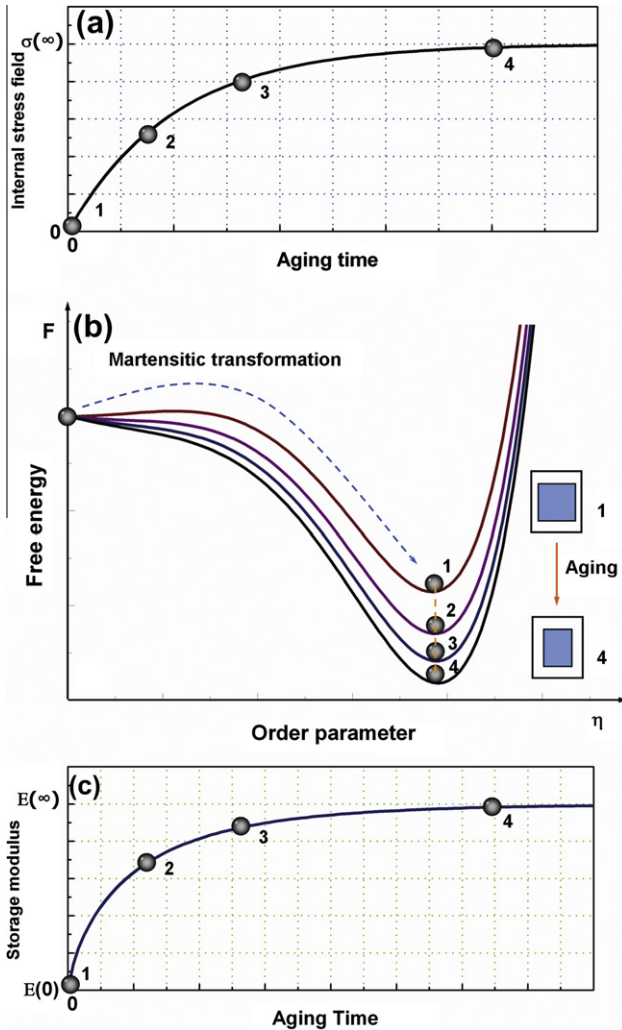 (a)
σ(∞)
Internal stress field
4
3
2
1
0
0
Aging time
(b)
F
Martensitic transformation
Free energy
1
2
3
4
1
Aging
4
Order parameter
η
(c)
E(∞)
Storage modulus
4
3
2
1
E(0)
0
Aging Time